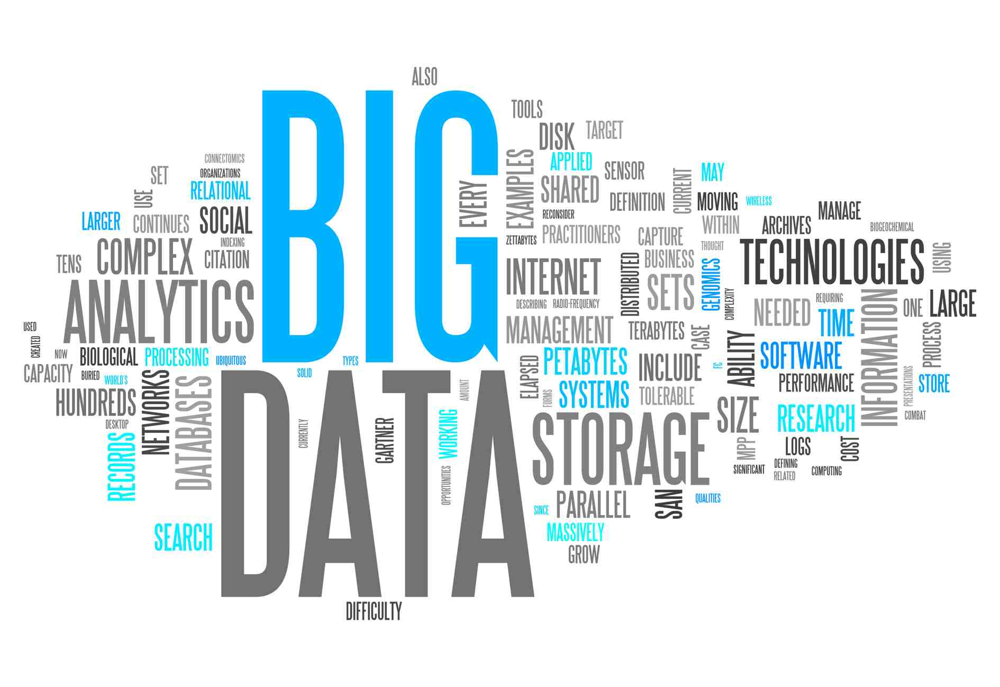 ALSO
BIG
DATA
TOOLS
DISK
TARGET
CONNECTOMICS
SET
ORGANIZATIONS
RELATIONAL
USE
LARGER
CONTINUES
SOCIAL
INDEXING
TENS
COMPLEX
CITATION
ANALYTICS
USED
CREATED
NOW
BIOLOGICAL
PROCESSING
UBIQUITOUS
CAPACITY
BURIED
WORLD'S
HUNDREDS
NETWORKS
DATABASES
DESKTOP
RECORDS
SEARCH
EVERY
EXAMPLES
APPLIED
SENSOR
SHARED
DEFINITION
CURRENT
MAY
MOVING
WIRELESS
RECONSIDER
ZETTABYTES
PRACTITIONERS
CAPTURE
WITHIN
ARCHIVES
MANAGE
BIOGEOCHEMICAL
THOUGHT
BUSINESS
TECHNOLOGIES
USING
INTERNET
DISTRIBUTED
SETS
GENOMICS
COMPLEXITY
DESCRIBING
RADIO-FREQUENCY
REQUIRING
NEEDED
TIME
INFORMATION
ONE
LARGE
MANAGEMENT
TERABYTES
CASE
ABILITY
SOFTWARE
PROCESS
ELAPSED
PETABYTES
INCLUDE
FC
PERFORMANCE
PRESENTATIONS
STORE
FORMS
SYSTEMS
TOLERABLE
SIZE
RESEARCH
COMBAT
STORAGE
MPP
LOGS
COST
SIGNIFICANT
DEFINING
RELATED
COMPUTING
TYPES
SOLID
AMOUNT
CURRENTLY
GARTNER
WORKING
OPPORTUNITIES
SINCE
PARALLEL
SAN
QUALITIES
MASSIVELY
GROW
DIFFICULTY